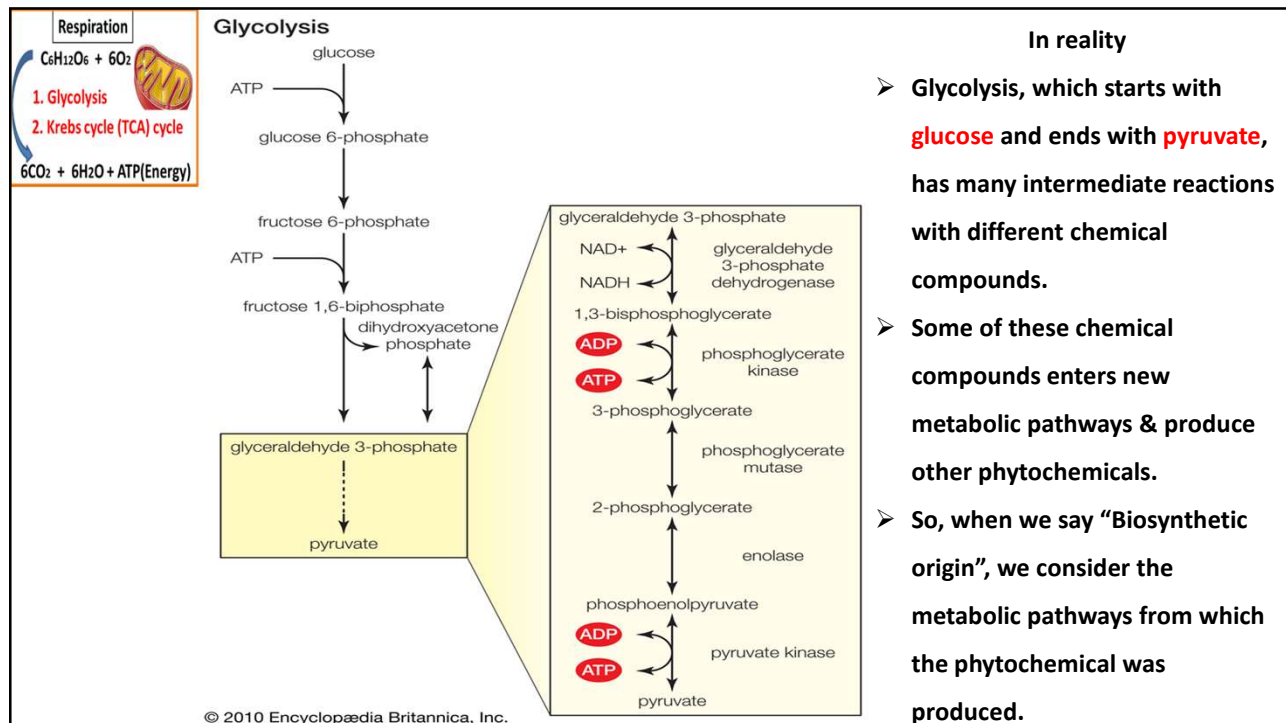 Respiration
C6H12O6 + 6O2
1. Glycolysis
2. Krebs cycle (TCA) cycle
6CO2 + 6H2O + ATP(Energy)
Glycolysis
glucose
ATP
glucose 6-phosphate
fructose 6-phosphate
ATP
fructose 1,6-biphosphate
dihydroxyacetone
phosphate
glyceraldehyde 3-phosphate
pyruvate
glyceraldehyde 3-phosphate
NAD+
glyceraldehyde
3-phosphate
dehydrogenase
NADH
1,3-bisphosphoglycerate
ADP
phosphoglycerate
kinase
ATP
3-phosphoglycerate
phosphoglycerate
mutase
2-phosphoglycerate
enolase
phosphoenolpyruvate
ADP
pyruvate kinase
ATP
pyruvate
© 2010 Encyclopædia Britannica, Inc.
In reality
➢ Glycolysis, which starts with
glucose and ends with pyruvate,
has many intermediate reactions
with different chemical
compounds.
➢ Some of these chemical
compounds enters new
metabolic pathways & produce
other phytochemicals.
➢ So, when we say “Biosynthetic
origin”, we consider the
metabolic pathways from which
the phytochemical was
produced.